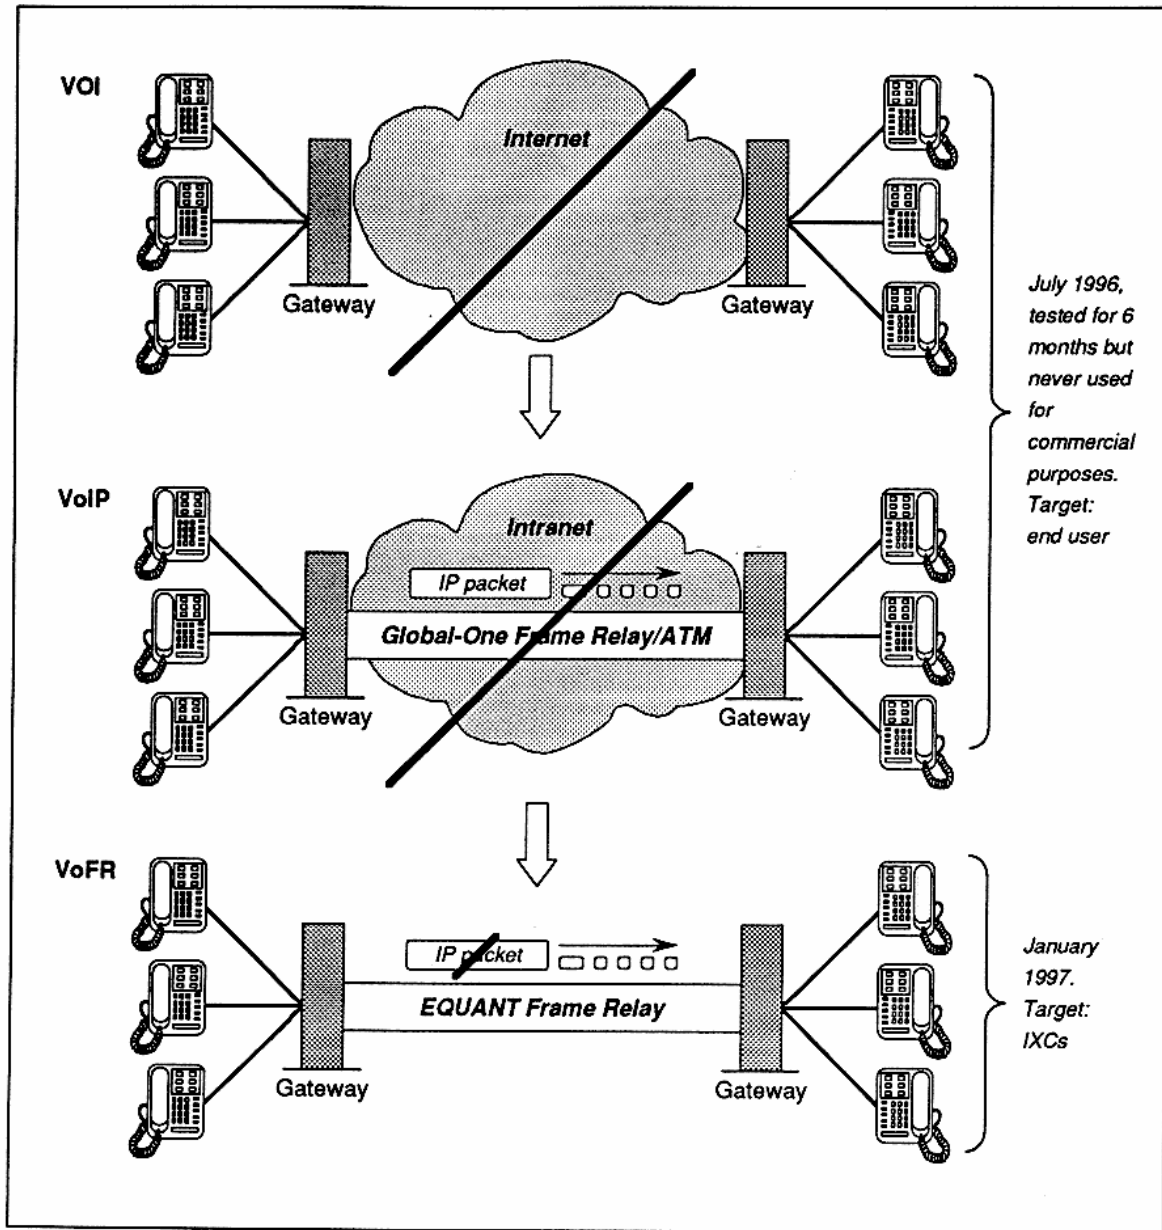 VOI
Internet
Gateway
Gateway
July 1996,
tested for 6
months but
never used
for
commercial
purposes.
Target:
end user
VoIP
Intranet
IP packet
Global-One Frame Relay/ATM
Gateway
Gateway
VoFR
IP packet
EQUANT Frame Relay
Gateway
Gateway
January
1997.
Target:
IXCs